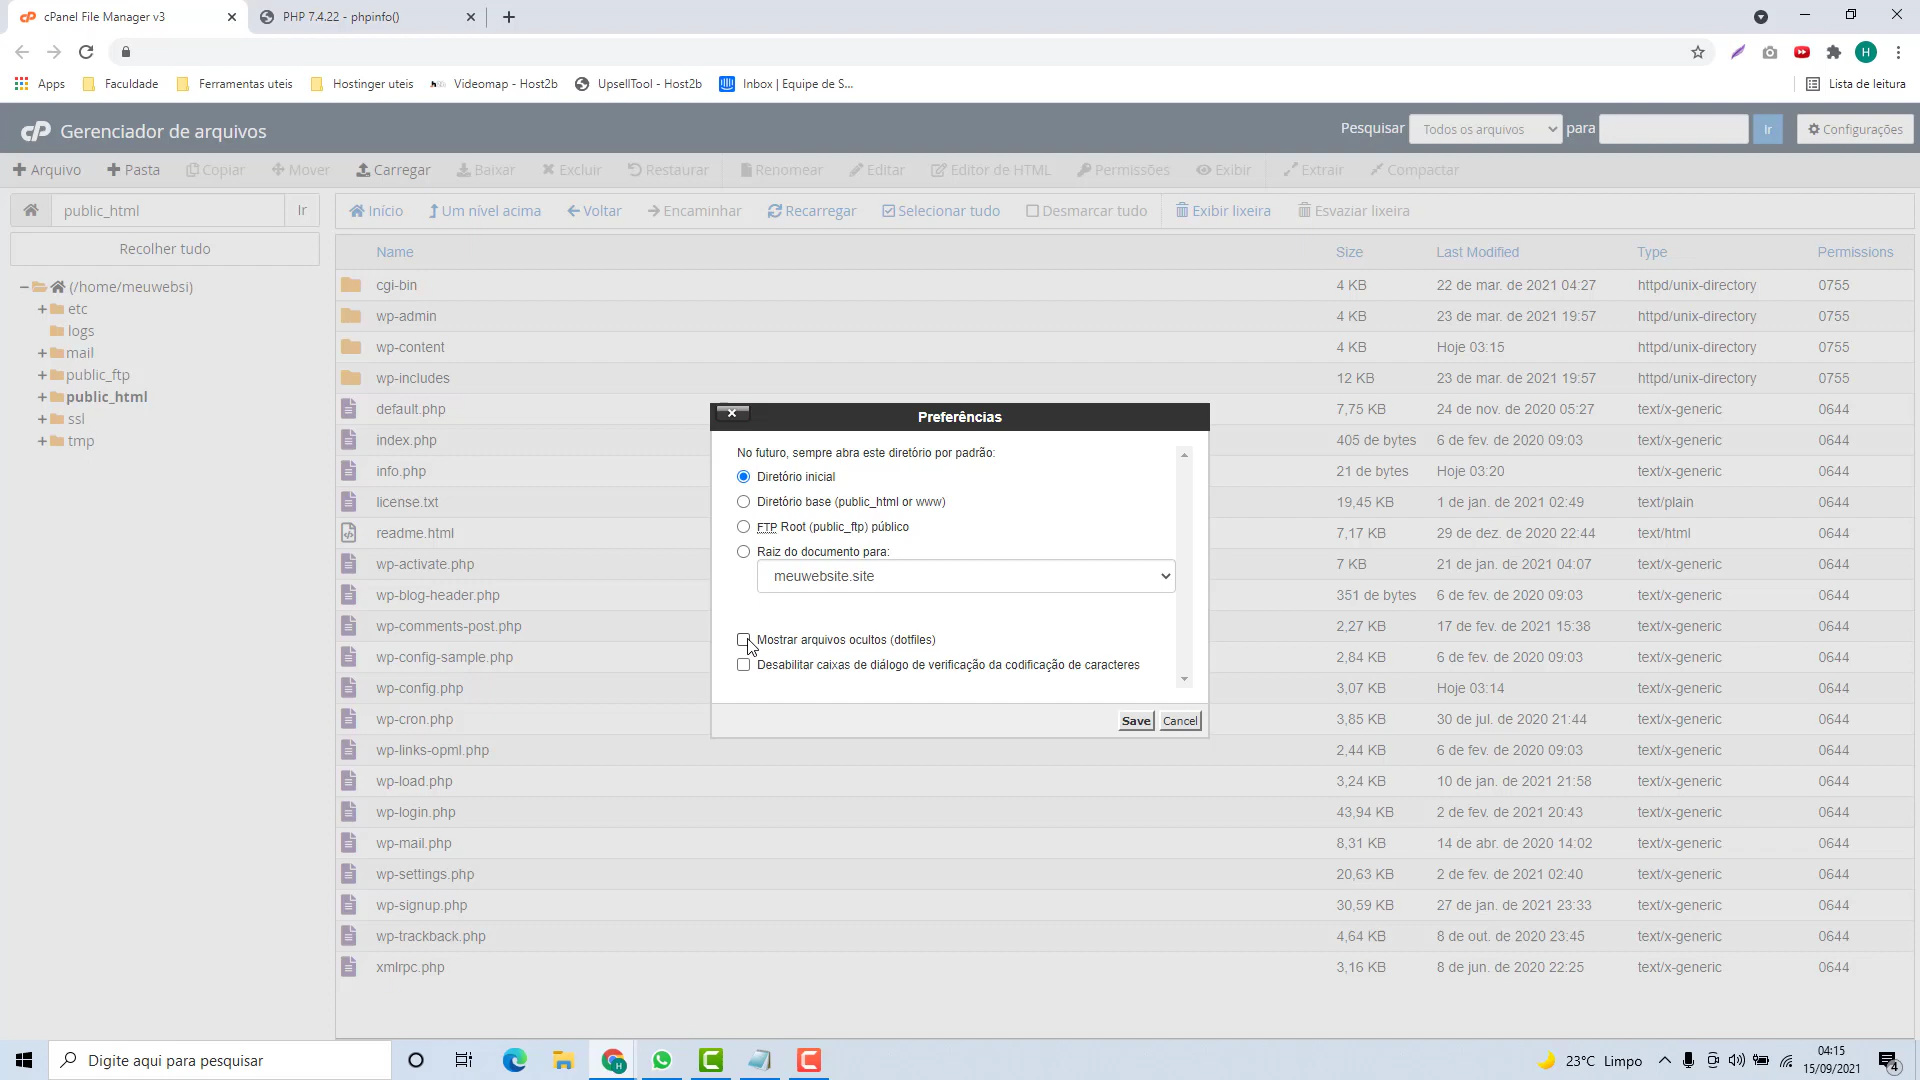 cPanel File Manager v3
PHP 7.4.22 - phpinfo()
H
Apps
Faculdade
Ferramentas uteis
Hostinger uteis
Videomap - Host2b
UpsellTool - Host2b
Inbox | Equipe de S...
Lista de leitura
cP Gerenciador de arquivos
Pesquisar Todos os arquivos para Ir Configurações
Arquivo Pasta Copiar Mover Carregar Baixar Excluir Restaurar Renomear Editar Editor de HTML Permissões Exibir Extrair Compactar
public_html Ir
Início Um nível acima Voltar Encaminhar Recarregar Selecionar tudo Desmarcar tudo Exibir lixeira Esvaziar lixeira
Recolher tudo
(/home/meuwebsi)
etc
logs
mail
public_ftp
public_html
ssl
tmp
Name Size Last Modified Type Permissions
cgi-bin 4 KB 22 de mar. de 2021 04:27 httpd/unix-directory 0755
wp-admin 4 KB 23 de mar. de 2021 19:57 httpd/unix-directory 0755
wp-content 4 KB Hoje 03:15 httpd/unix-directory 0755
wp-includes 12 KB 23 de mar. de 2021 19:57 httpd/unix-directory 0755
default.php 7,75 KB 24 de nov. de 2020 05:27 text/x-generic 0644
index.php 405 de bytes 6 de fev. de 2020 09:03 text/x-generic 0644
info.php 21 de bytes Hoje 03:20 text/x-generic 0644
license.txt 19,45 KB 1 de jan. de 2021 02:49 text/plain 0644
readme.html 7,17 KB 29 de dez. de 2020 22:44 text/html 0644
wp-activate.php 7 KB 21 de jan. de 2021 04:07 text/x-generic 0644
wp-blog-header.php 351 de bytes 6 de fev. de 2020 09:03 text/x-generic 0644
wp-comments-post.php 2,27 KB 17 de fev. de 2021 15:38 text/x-generic 0644
wp-config-sample.php 2,84 KB 6 de fev. de 2020 09:03 text/x-generic 0644
wp-config.php 3,07 KB Hoje 03:14 text/x-generic 0644
wp-cron.php 3,85 KB 30 de jul. de 2020 21:44 text/x-generic 0644
wp-links-opml.php 2,44 KB 6 de fev. de 2020 09:03 text/x-generic 0644
wp-load.php 3,24 KB 10 de jan. de 2021 21:58 text/x-generic 0644
wp-login.php 43,94 KB 2 de fev. de 2021 20:43 text/x-generic 0644
wp-mail.php 8,31 KB 14 de abr. de 2020 14:02 text/x-generic 0644
wp-settings.php 20,63 KB 2 de fev. de 2021 02:40 text/x-generic 0644
wp-signup.php 30,59 KB 27 de jan. de 2021 23:33 text/x-generic 0644
wp-trackback.php 4,64 KB 8 de out. de 2020 23:45 text/x-generic 0644
xmlrpc.php 3,16 KB 8 de jun. de 2020 22:25 text/x-generic 0644
Preferências
No futuro, sempre abra este diretório por padrão:
Diretório inicial
Diretório base (public_html or www)
FTP Root (public_ftp) público
Raiz do documento para:
meuwebsite.site
Mostrar arquivos ocultos (dotfiles)
Desabilitar caixas de diálogo de verificação da codificação de caracteres
Save Cancel
Digite aqui para pesquisar
23°C Limpo
04:15
15/09/2021
4